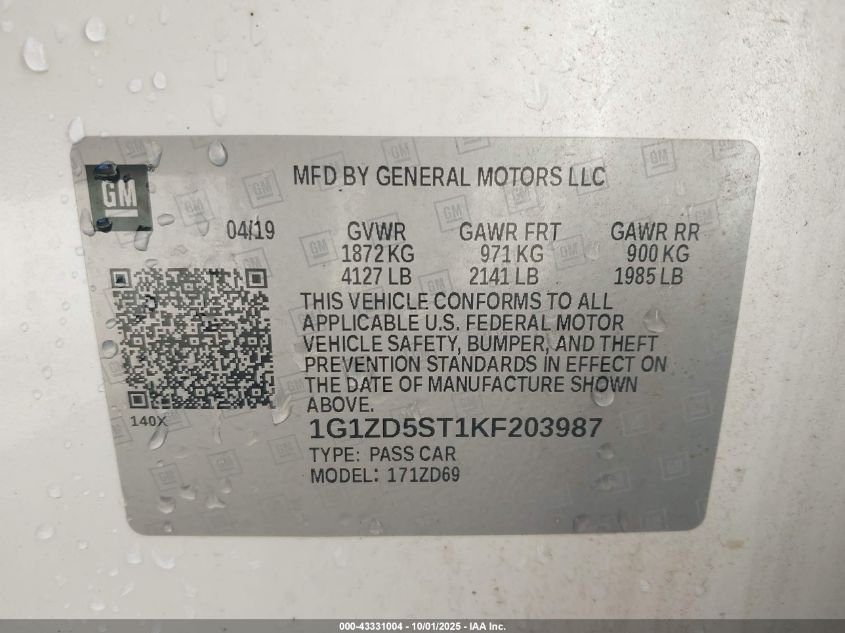 GM
MFD BY GENERAL MOTORS LLC
04/19 GVWR GAWR FRT GAWR RR
1872 KG 971 KG 900 KG
4127 LB 2141 LB 1985 LB
THIS VEHICLE CONFORMS TO ALL
APPLICABLE U.S. FEDERAL MOTOR
VEHICLE SAFETY, BUMPER, AND THEFT
PREVENTION STANDARDS IN EFFECT ON
THE DATE OF MANUFACTURE SHOWN
ABOVE.
140X
1G1ZD5ST1KF203987
TYPE: PASS CAR
MODEL: 171ZD69
000-43331004 - 10/01/2025 - IAA Inc.